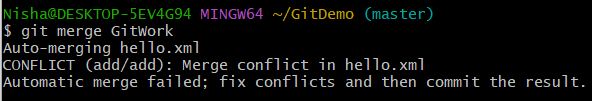 Nisha@DESKTOP-5EV4G94 MINGW64 ~/GitDemo (master)
$ git merge GitWork
Auto-merging hello.xml
CONFLICT (add/add): Merge conflict in hello.xml
Automatic merge failed; fix conflicts and then commit the result.